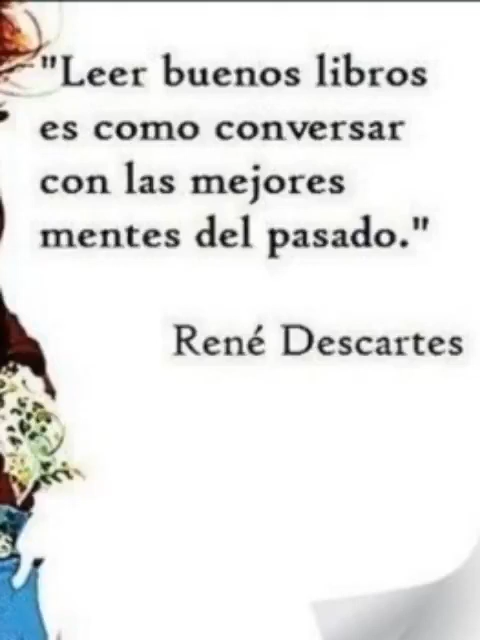 "Leer buenos libros
es como conversar
con las mejores
mentes del pasado."
René Descartes